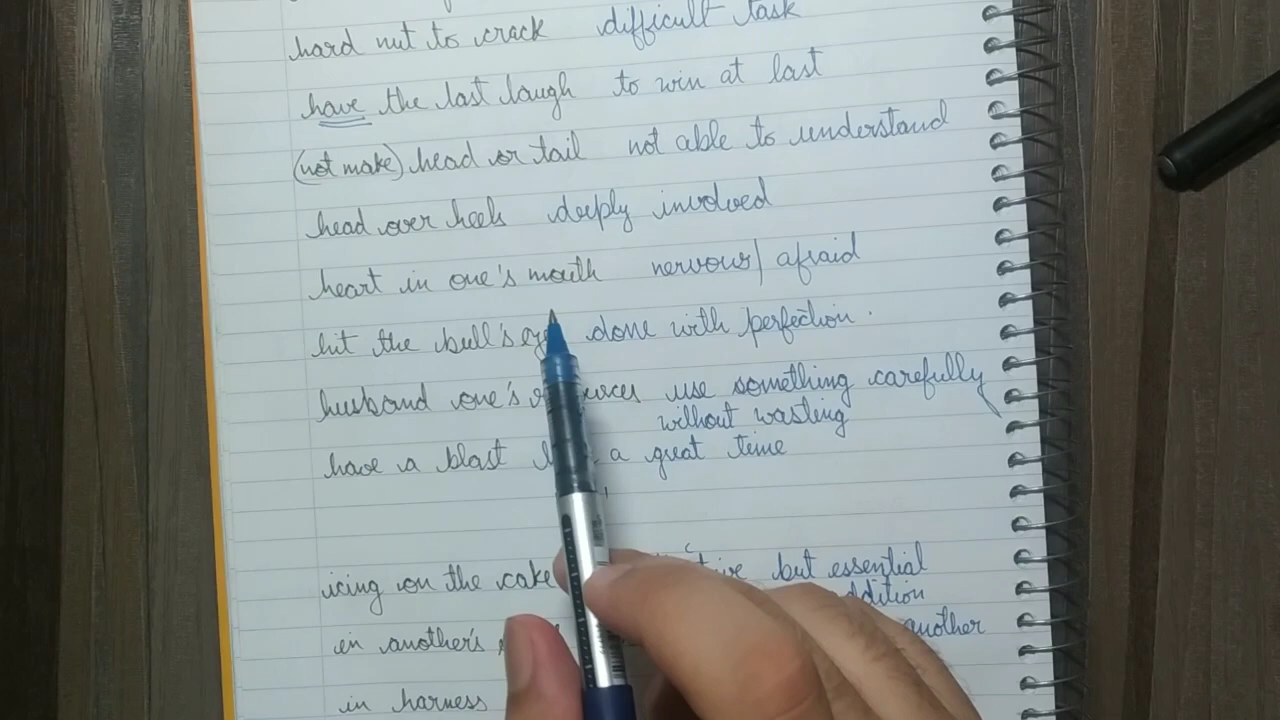 hard nut to crack difficult task
have the last laugh to win at last
(not make) head or tail not able to understand
head over heels deeply involved
heart in one's mouth nervous/ afraid
hit the bull's done with perfection.
husband one's use something carefully
without wasting
have a blast a great time
icing on the cake but essential
addition
in another's another
in harness